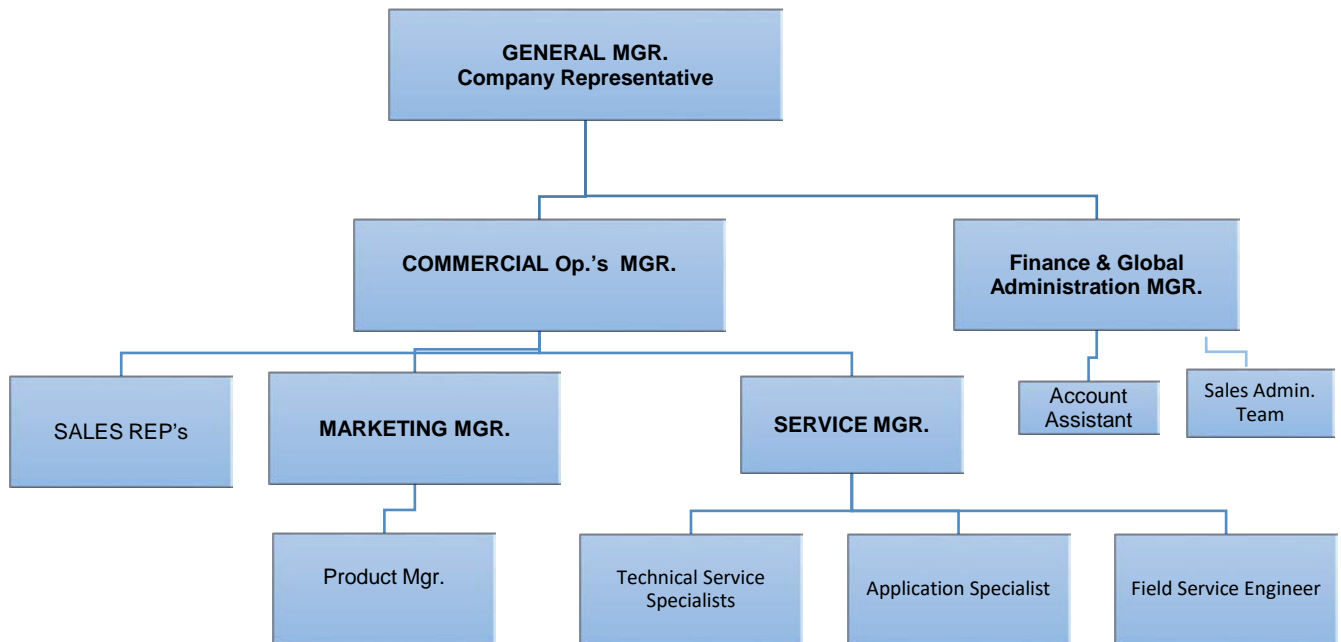 GENERAL MGR.
Company Representative
COMMERCIAL Op.’s  MGR.
Finance & Global
Administration MGR.
SALES REP’s
MARKETING MGR.
SERVICE MGR.
Account
Assistant
Sales Admin.
Team
Product Mgr.
Technical Service
Specialists
Application Specialist
Field Service Engineer